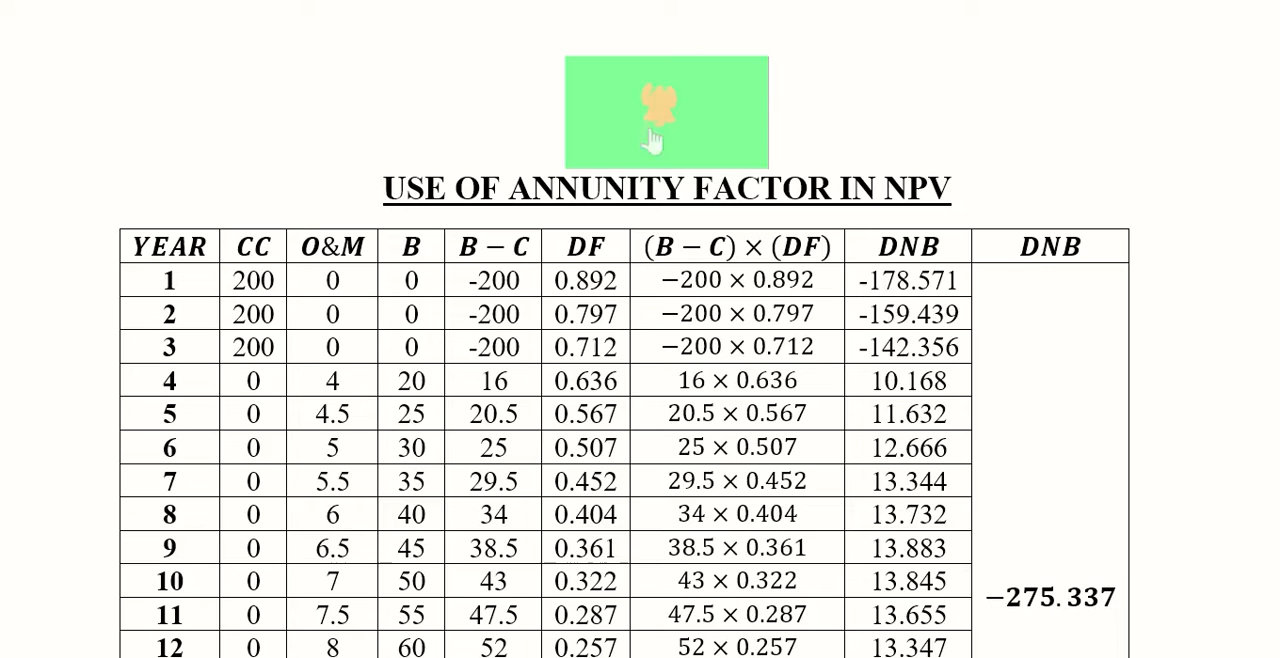 USE OF ANNUNITY FACTOR IN NPV
YEAR CC O&M B B − C DF (B − C) × (DF) DNB DNB
1 200 0 0 -200 0.892 −200 × 0.892 -178.571
2 200 0 0 -200 0.797 −200 × 0.797 -159.439
3 200 0 0 -200 0.712 −200 × 0.712 -142.356
4 0 4 20 16 0.636 16 × 0.636 10.168
5 0 4.5 25 20.5 0.567 20.5 × 0.567 11.632
6 0 5 30 25 0.507 25 × 0.507 12.666
7 0 5.5 35 29.5 0.452 29.5 × 0.452 13.344
8 0 6 40 34 0.404 34 × 0.404 13.732
9 0 6.5 45 38.5 0.361 38.5 × 0.361 13.883
10 0 7 50 43 0.322 43 × 0.322 13.845
−275.337
11 0 7.5 55 47.5 0.287 47.5 × 0.287 13.655
12 0 8 60 52 0.257 52 × 0.257 13.347